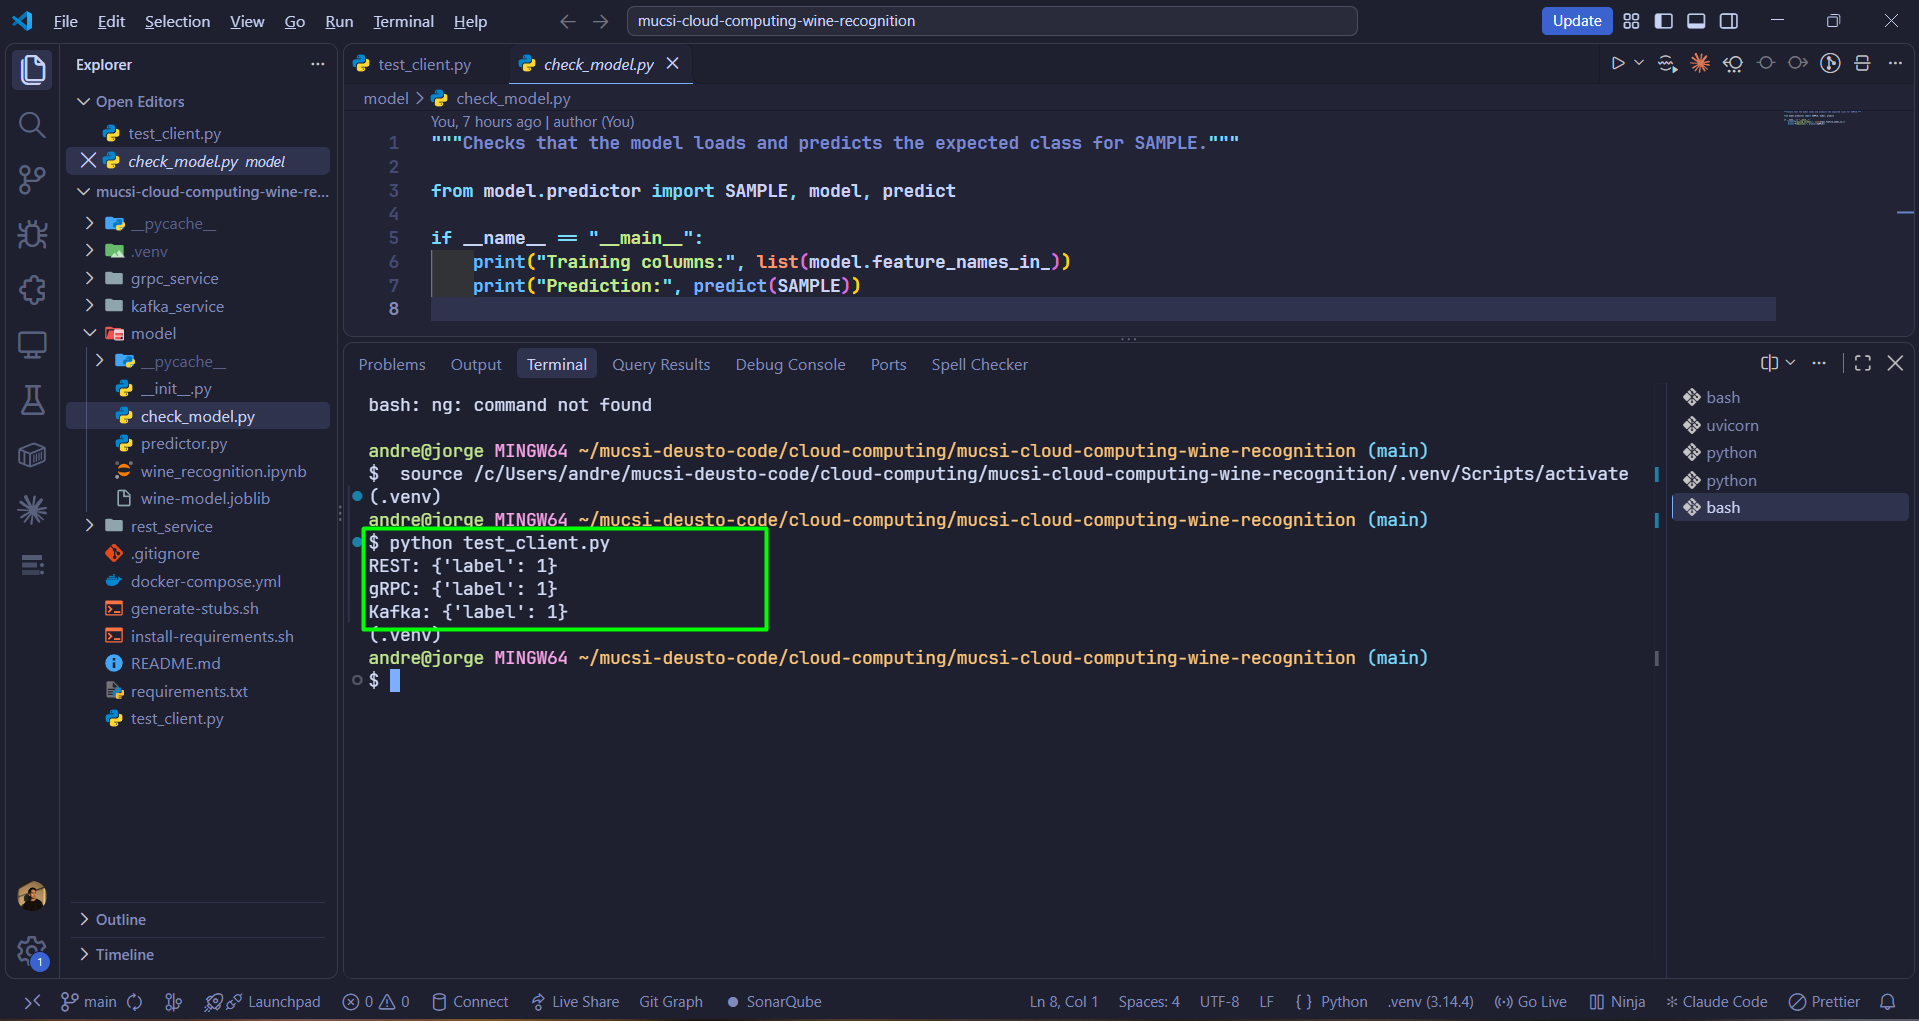 File Edit Selection View Go Run Terminal Help
mucsi-cloud-computing-wine-recognition
Update
Explorer
Open Editors
test_client.py
check_model.py model
mucsi-cloud-computing-wine-re...
__pycache__
.venv
grpc_service
kafka_service
model
__pycache__
__init__.py
check_model.py
predictor.py
wine_recognition.ipynb
wine-model.joblib
rest_service
.gitignore
docker-compose.yml
generate-stubs.sh
install-requirements.sh
README.md
requirements.txt
test_client.py
Outline
Timeline
1
test_client.py
check_model.py
model > check_model.py
You, 7 hours ago | author (You)
1 """Checks that the model loads and predicts the expected class for SAMPLE."""
2
3 from model.predictor import SAMPLE, model, predict
4
5 if __name__ == "__main__":
6 print("Training columns:", list(model.feature_names_in_))
7 print("Prediction:", predict(SAMPLE))
8
Problems Output Terminal Query Results Debug Console Ports Spell Checker
bash: ng: command not found
andre@jorge MINGW64 ~/mucsi-deusto-code/cloud-computing/mucsi-cloud-computing-wine-recognition (main)
$ source /c/Users/andre/mucsi-deusto-code/cloud-computing/mucsi-cloud-computing-wine-recognition/.venv/Scripts/activate
(.venv)
andre@jorge MINGW64 ~/mucsi-deusto-code/cloud-computing/mucsi-cloud-computing-wine-recognition (main)
$ python test_client.py
REST: {'label': 1}
gRPC: {'label': 1}
Kafka: {'label': 1}
(.venv)
andre@jorge MINGW64 ~/mucsi-deusto-code/cloud-computing/mucsi-cloud-computing-wine-recognition (main)
$
bash
uvicorn
python
python
bash
main Launchpad 0 0 Connect Live Share Git Graph SonarQube Ln 8, Col 1 Spaces: 4 UTF-8 LF { } Python .venv (3.14.4) Go Live Ninja Claude Code Prettier